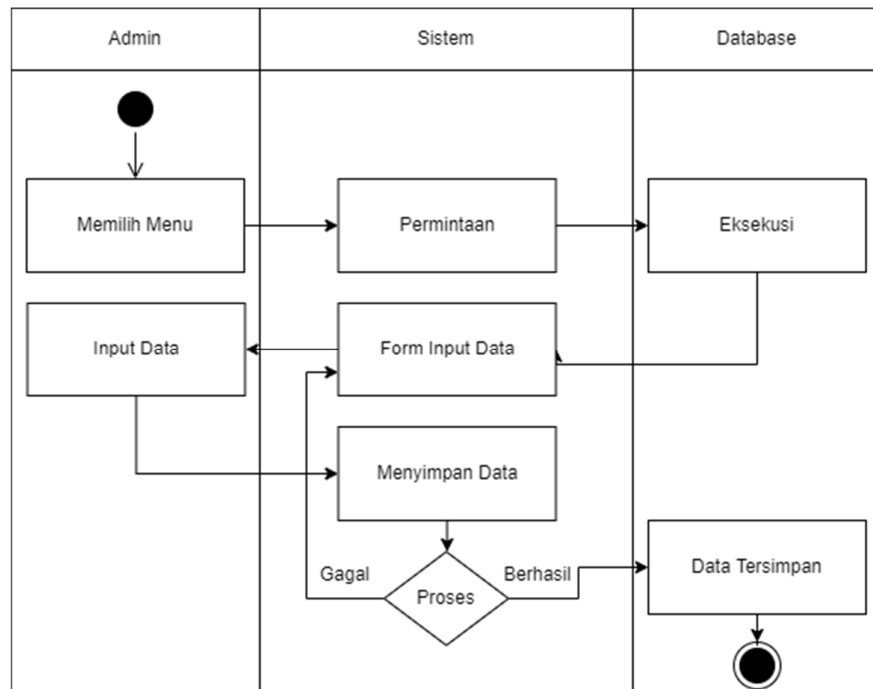 Admin
Sistem
Database
Memilih Menu
Permintaan
Eksekusi
Input Data
Form Input Data
Menyimpan Data
Gagal
Berhasil
Proses
Data Tersimpan